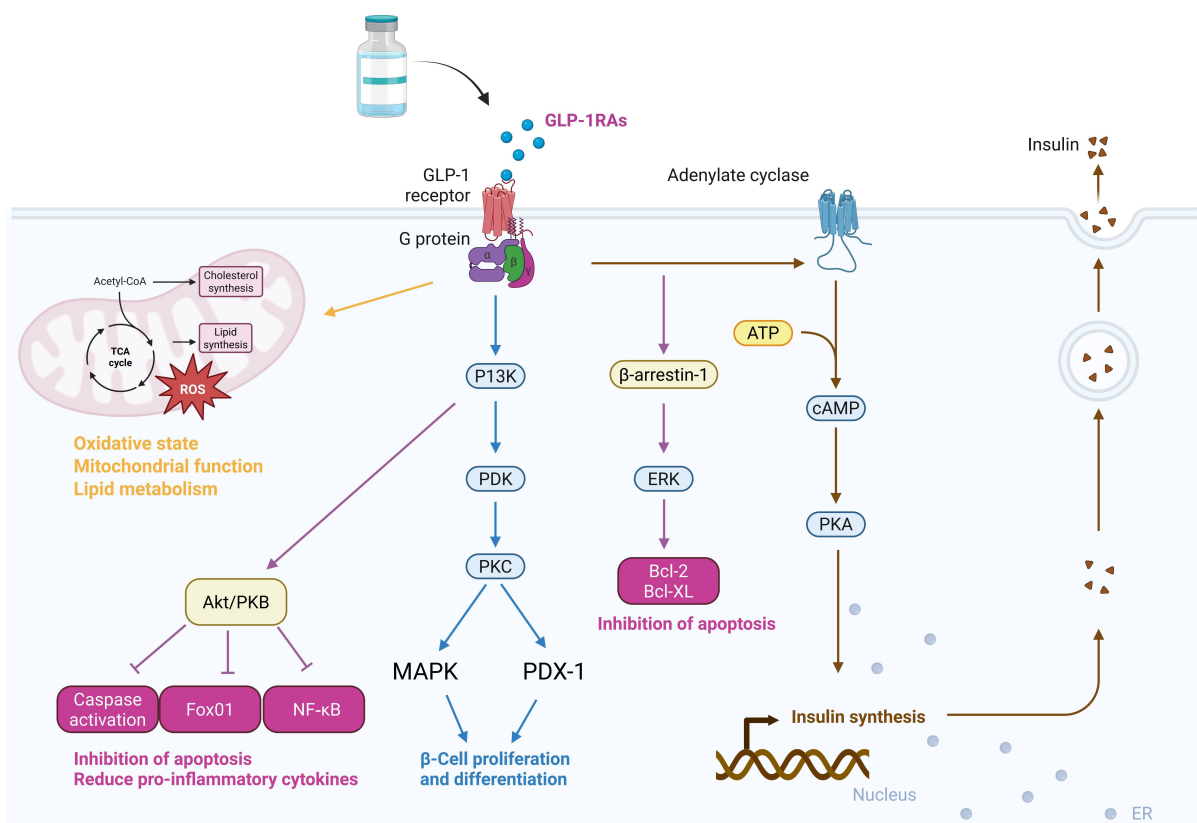 GLP-1RAs
GLP-1
receptor
G protein
α
β
γ
Adenylate cyclase
Insulin
Acetyl-CoA
Cholesterol
synthesis
Lipid
synthesis
TCA
cycle
ROS
Oxidative state
Mitochondrial function
Lipid metabolism
P13K
PDK
PKC
MAPK
PDX-1
β-Cell proliferation
and differentiation
Akt/PKB
Caspase
activation
Fox01
NF-κB
Inhibition of apoptosis
Reduce pro-inflammatory cytokines
β-arrestin-1
ERK
Bcl-2
Bcl-XL
Inhibition of apoptosis
ATP
cAMP
PKA
Insulin synthesis
Nucleus
ER